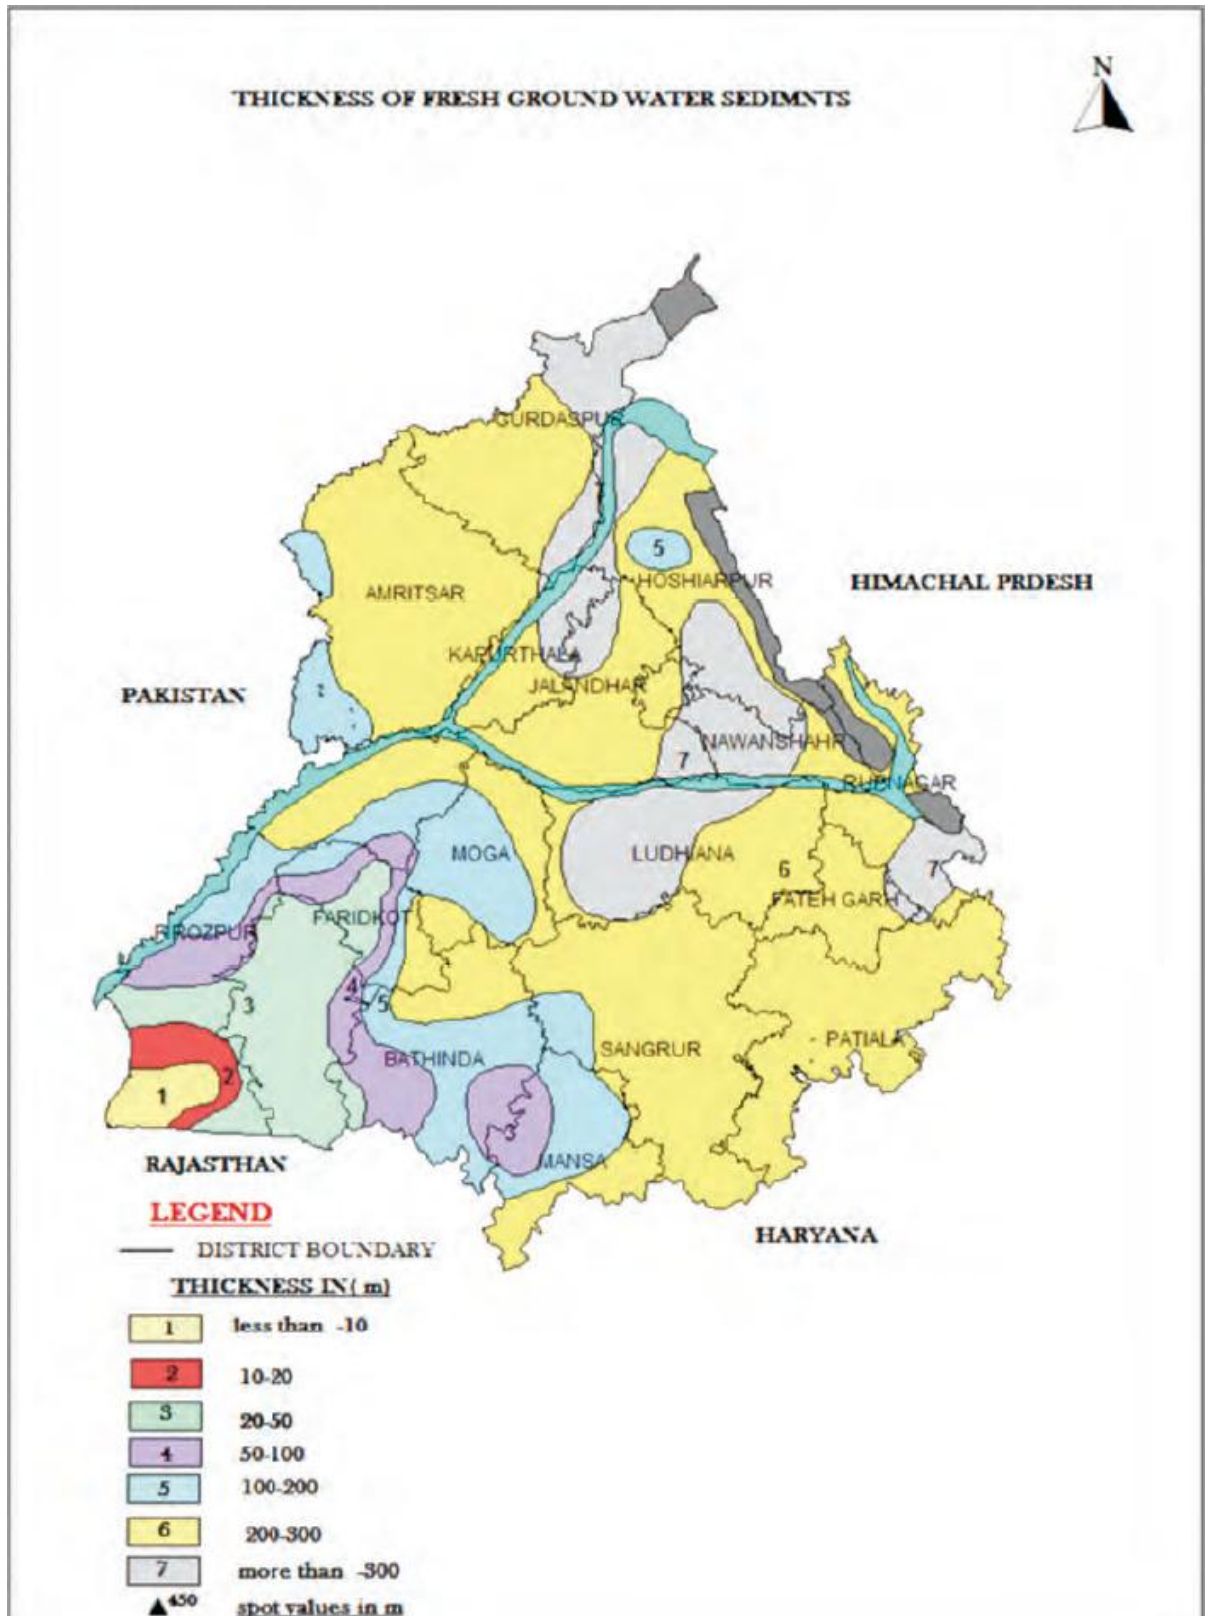 N
THICKNESS OF FRESH GROUND WATER SEDIMNTS
GURDASPUR
5
HOSHIARPUR
HIMACHAL PRDESH
AMRITSAR
KAPURTHALA
JALANDHAR
PAKISTAN
NAWANSHAHR
7
RUPNAGAR
MOGA
LUDHIANA
6
7
FATEH GARH
FARIDKOT
FIROZPUR
4
5
3
PATIALA
SANGRUR
BATHINDA
2
1
MANSA
RAJASTHAN
HARYANA
LEGEND
DISTRICT BOUNDARY
THICKNESS IN( m)
1 less than -10
2 10-20
3 20-50
4 50-100
5 100-200
6 200-300
7 more than -300
▲450 spot values in m